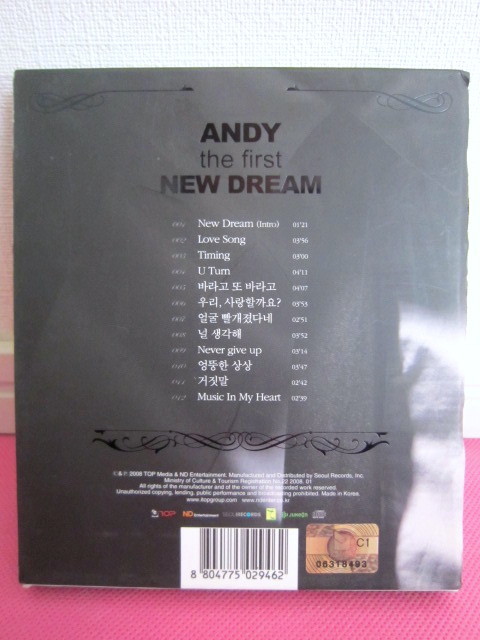 ANDY
the first
NEW DREAM
001 New Dream (Intro) 01'21
002 Love Song 03'56
003 Timing 03'00
004 U Turn 04'11
005 바라고 또 바라고 04'07
006 우리, 사랑할까요? 03'53
007 얼굴 빨개졌다네 02'51
008 널 생각해 03'52
009 Never give up 03'14
010 엉뚱한 상상 03'47
011 거짓말 02'42
012 Music In My Heart 02'39
2008 TOP Media & ND Entertainment. Manufactured and Distributed by Seoul Records, Inc.
Ministry of Culture & Tourism Registration No.22 2008. 01
All rights of the manufacturer and of the owner of the recorded work reserved.
Unauthorized copying, lending, public performance and broadcasting prohibited. Made in Korea.
TOP ND Entertainment
C1
8 804775 029462
06318493